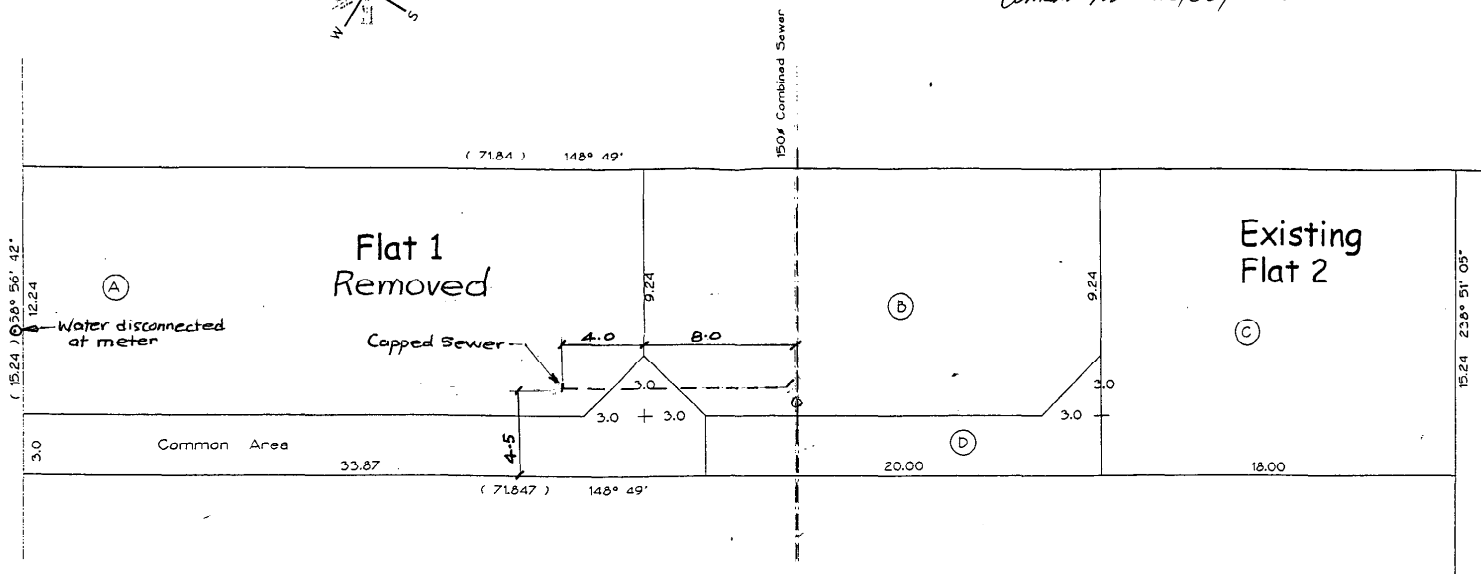 W
S
150ø Combined Sewer
( 71.84 ) 148° 49'
( 15.24 ) 58° 56' 42"
12.24
A
Flat 1
Removed
9.24
B
9.24
Existing
Flat 2
C
15.24 238° 51' 05"
Water disconnected
at meter
Capped Sewer
4.0
8.0
3.0
3.0
3.0 + 3.0
3.0 +
3.0
Common Area
4.5
D
33.87
20.00
18.00
( 71.847 ) 148° 49'